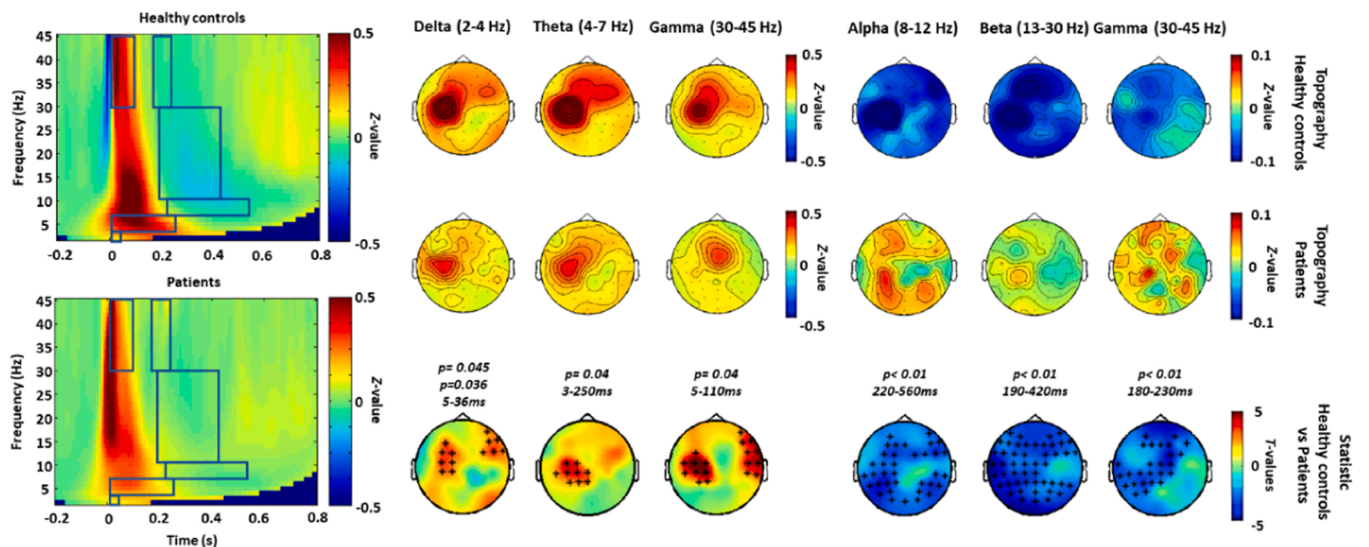 Healthy controls
Frequency (Hz)
45
40
35
30
25
20
15
10
5
-0.2
0
0.2
0.4
0.6
0.8
0.5
0
-0.5
Z-value
Patients
Frequency (Hz)
45
40
35
30
25
20
15
10
5
-0.2
0
0.2
0.4
0.6
0.8
Time (s)
0.5
0
-0.5
Z-value
Delta (2-4 Hz)
Theta (4-7 Hz)
Gamma (30-45 Hz)
0.5
0
-0.5
Z-value
Alpha (8-12 Hz)
Beta (13-30 Hz)
Gamma (30-45 Hz)
0.1
0
-0.1
Z-value
Topography
Healthy controls
0.5
0
-0.5
Z-value
0.1
0
-0.1
Z-value
Topography
Patients
p= 0.045
p=0.036
5-36ms
p= 0.04
3-250ms
p= 0.04
5-110ms
p< 0.01
220-560ms
p< 0.01
190-420ms
p< 0.01
180-230ms
5
0
-5
T-values
Statistic
Healthy controls
vs Patients